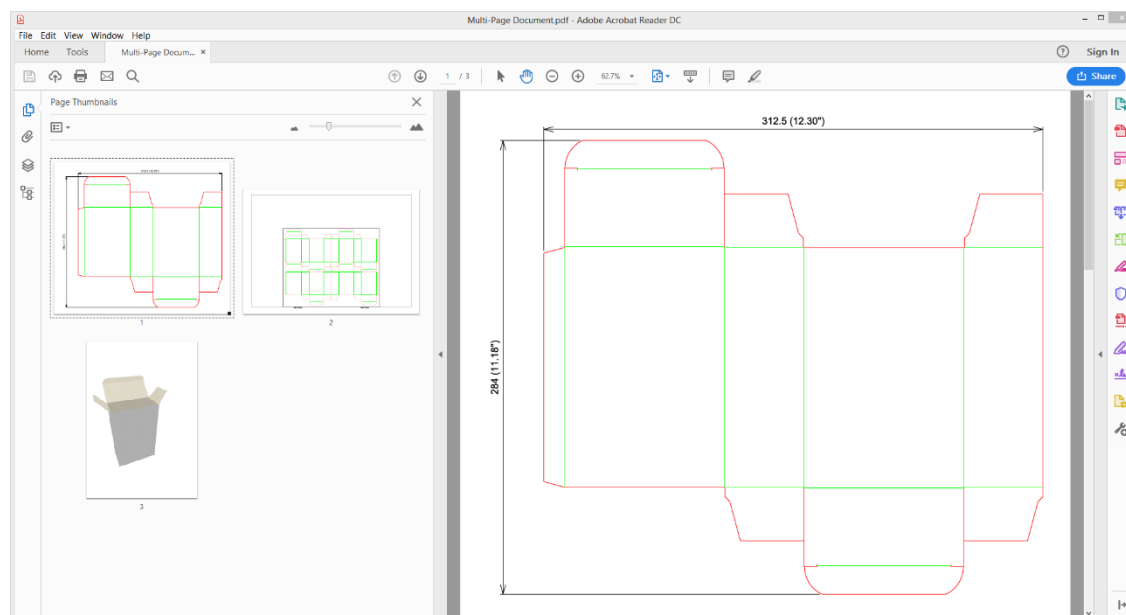 Multi-Page Document.pdf - Adobe Acrobat Reader DC
File Edit View Window Help
Home Tools Multi-Page Docum... × Sign In
1 / 3 62.7% Share
Page Thumbnails
1
2
3
312.5 (12.30")
284 (11.18")